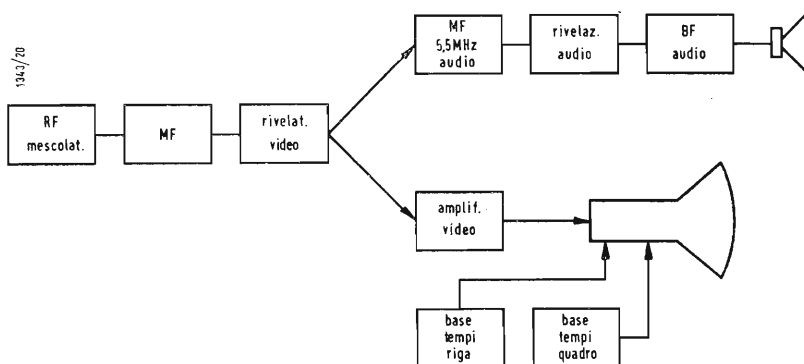 1343/20
RF
mescolat.
MF
rivelat.
video
MF
5,5MHz
audio
rivelaz.
audio
BF
audio
amplif.
video
base
tempi
riga
base
tempi
quadro